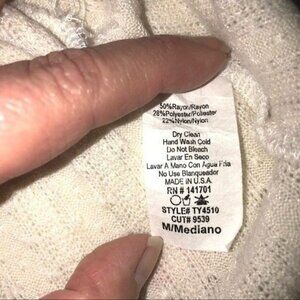 50%Rayon/Rayon
28%Polyester/Poliester
22%Nylon/Nylon
Dry Clean
Hand Wash Cold
Do Not Bleach
Lavar En Seco
Lavar A Mano Con Agua Fria
No Use Blanqueador
MADE IN U.S.A.
RN # 141701
STYLE# TY4510
CUT# 9539
M/Mediano